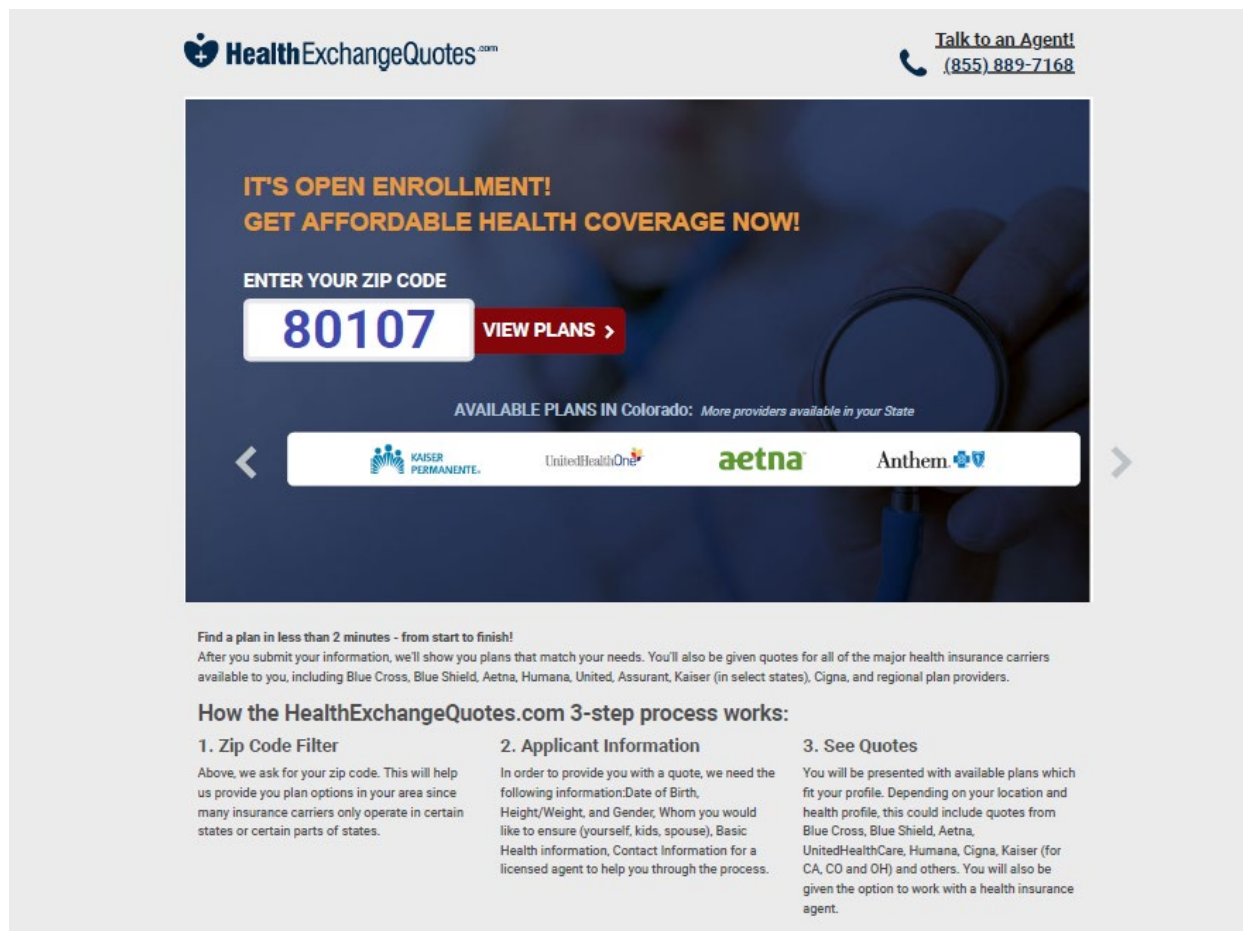 HealthExchangeQuotes.com
Talk to an Agent!
(855) 889-7168
IT'S OPEN ENROLLMENT!
GET AFFORDABLE HEALTH COVERAGE NOW!
ENTER YOUR ZIP CODE
80107
VIEW PLANS >
AVAILABLE PLANS IN Colorado: More providers available in your State
KAISER
PERMANENTE®
UnitedHealthOne
aetna
Anthem
Find a plan in less than 2 minutes - from start to finish!
After you submit your information, we'll show you plans that match your needs. You'll also be given quotes for all of the major health insurance carriers
available to you, including Blue Cross, Blue Shield, Aetna, Humana, United, Assurant, Kaiser (in select states), Cigna, and regional plan providers.
How the HealthExchangeQuotes.com 3-step process works:
1. Zip Code Filter
Above, we ask for your zip code. This will help
us provide you plan options in your area since
many insurance carriers only operate in certain
states or certain parts of states.
2. Applicant Information
In order to provide you with a quote, we need the
following information:Date of Birth,
Height/Weight, and Gender, Whom you would
like to ensure (yourself, kids, spouse), Basic
Health information, Contact Information for a
licensed agent to help you through the process.
3. See Quotes
You will be presented with available plans which
fit your profile. Depending on your location and
health profile, this could include quotes from
Blue Cross, Blue Shield, Aetna,
UnitedHealthCare, Humana, Cigna, Kaiser (for
CA, CO and OH) and others. You will also be
given the option to work with a health insurance
agent.